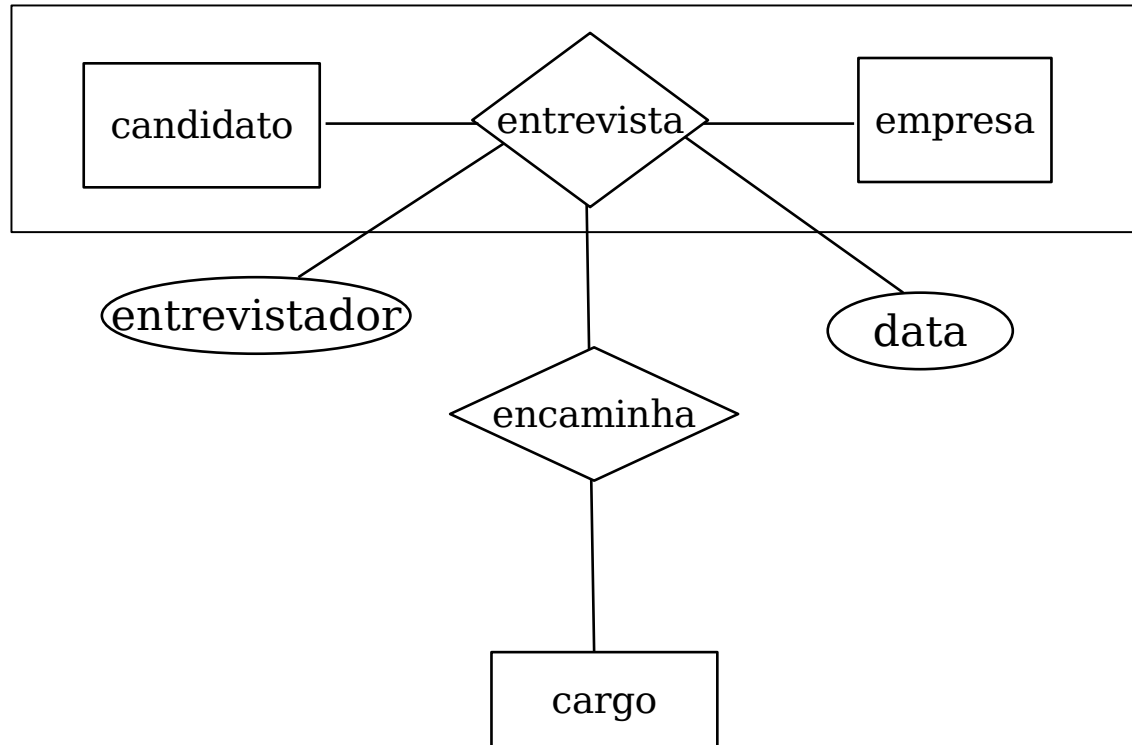 candidato
entrevista
empresa
entrevistador
data
encaminha
cargo